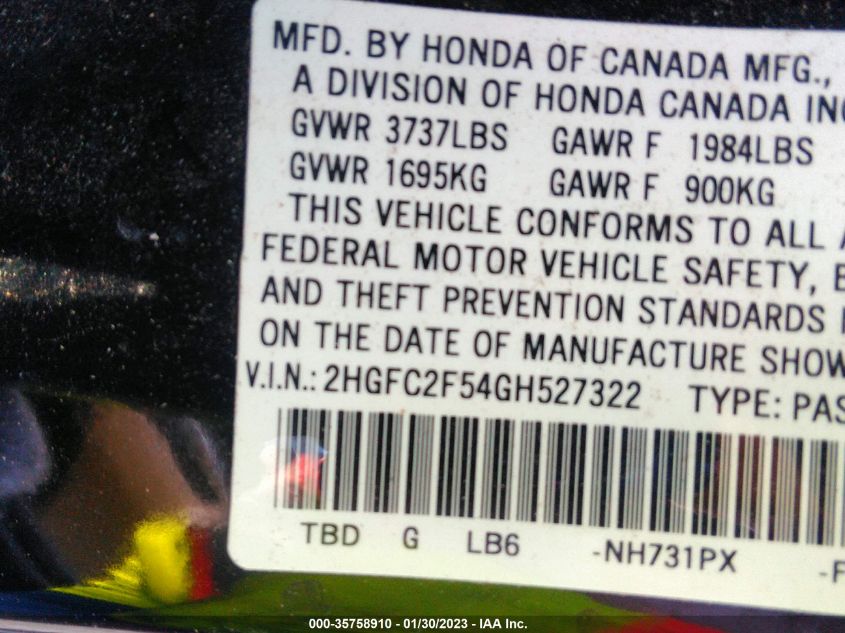 MFD. BY HONDA OF CANADA MFG.,
A DIVISION OF HONDA CANADA INC
GVWR 3737LBS GAWR F 1984LBS
GVWR 1695KG GAWR F 900KG
THIS VEHICLE CONFORMS TO ALL A
FEDERAL MOTOR VEHICLE SAFETY, B
AND THEFT PREVENTION STANDARDS
ON THE DATE OF MANUFACTURE SHOW
V.I.N.: 2HGFC2F54GH527322 TYPE: PAS
TBD G LB6 -NH731PX -F
000-35758910 - 01/30/2023 - IAA Inc.